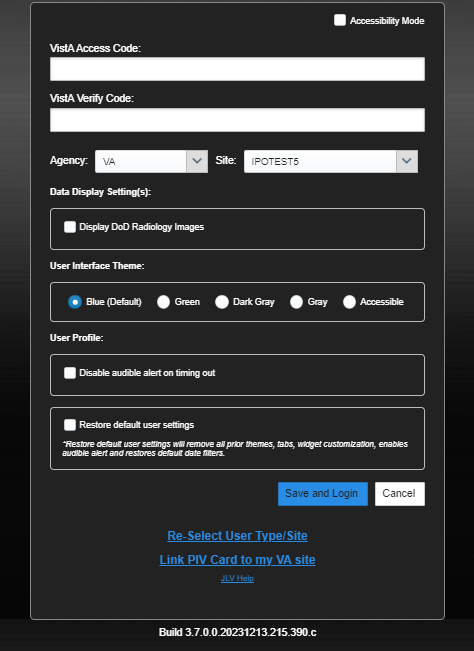 Accessibility Mode
VistA Access Code:
VistA Verify Code:
Agency: VA Site: IPOTEST5
Data Display Setting(s):
Display DoD Radiology Images
User Interface Theme:
Blue (Default) Green Dark Gray Gray Accessible
User Profile:
Disable audible alert on timing out
Restore default user settings
*Restore default user settings will remove all prior themes, tabs, widget customization, enables
audible alert and restores default date filters.
Save and Login Cancel
Re-Select User Type/Site
Link PIV Card to my VA site
JLV Help
Build 3.7.0.0.20231213.215.390.c